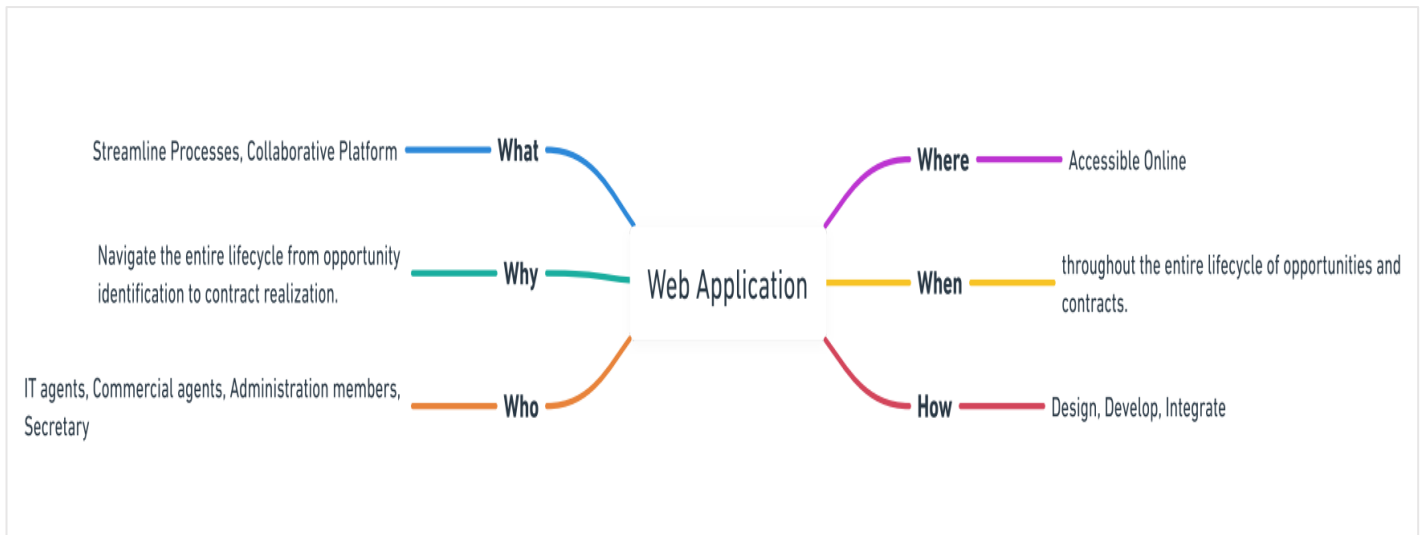 Streamline Processes, Collaborative Platform
What
Navigate the entire lifecycle from opportunity
identification to contract realization.
Why
IT agents, Commercial agents, Administration members,
Secretary
Who
Web Application
Where
Accessible Online
When
throughout the entire lifecycle of opportunities and
contracts.
How
Design, Develop, Integrate